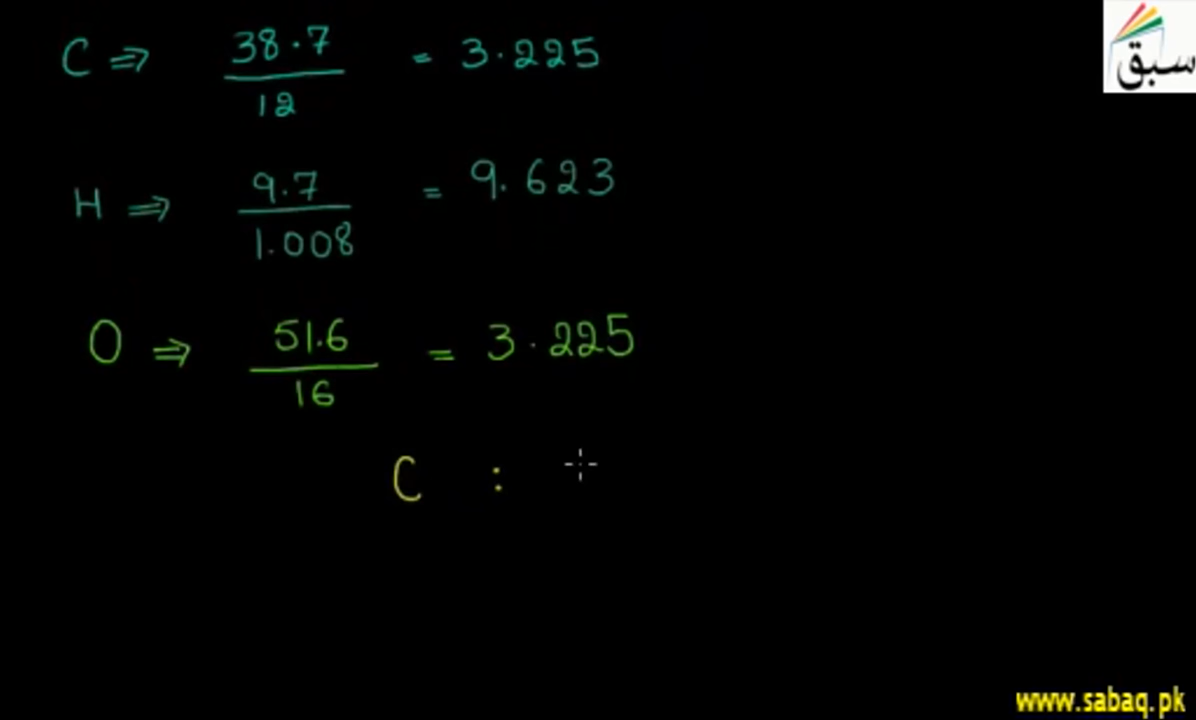 سبق
C ⇒ 38.7 / 12 = 3.225
H ⇒ 9.7 / 1.008 = 9.623
O ⇒ 51.6 / 16 = 3.225
C :
www.sabaq.pk